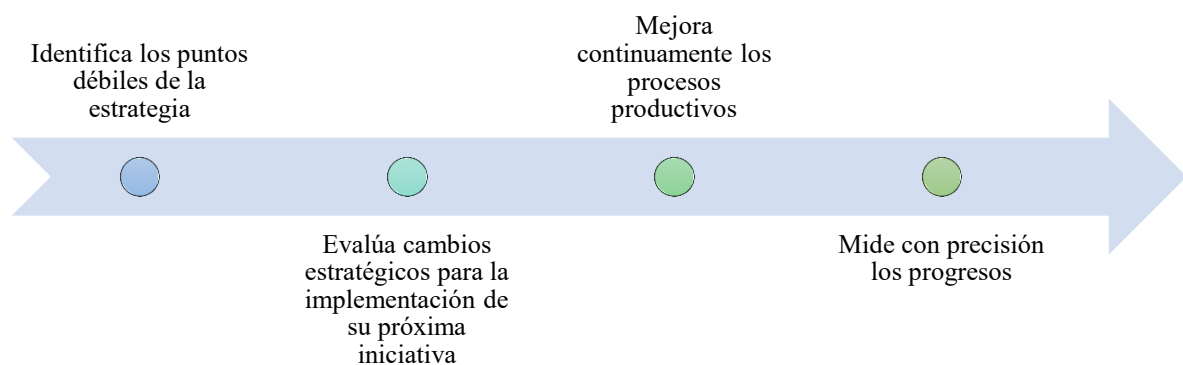 Identifica los puntos
débiles de la
estrategia
Evalúa cambios
estratégicos para la
implementación de
su próxima
iniciativa
Mejora
continuamente los
procesos
productivos
Mide con precisión
los progresos